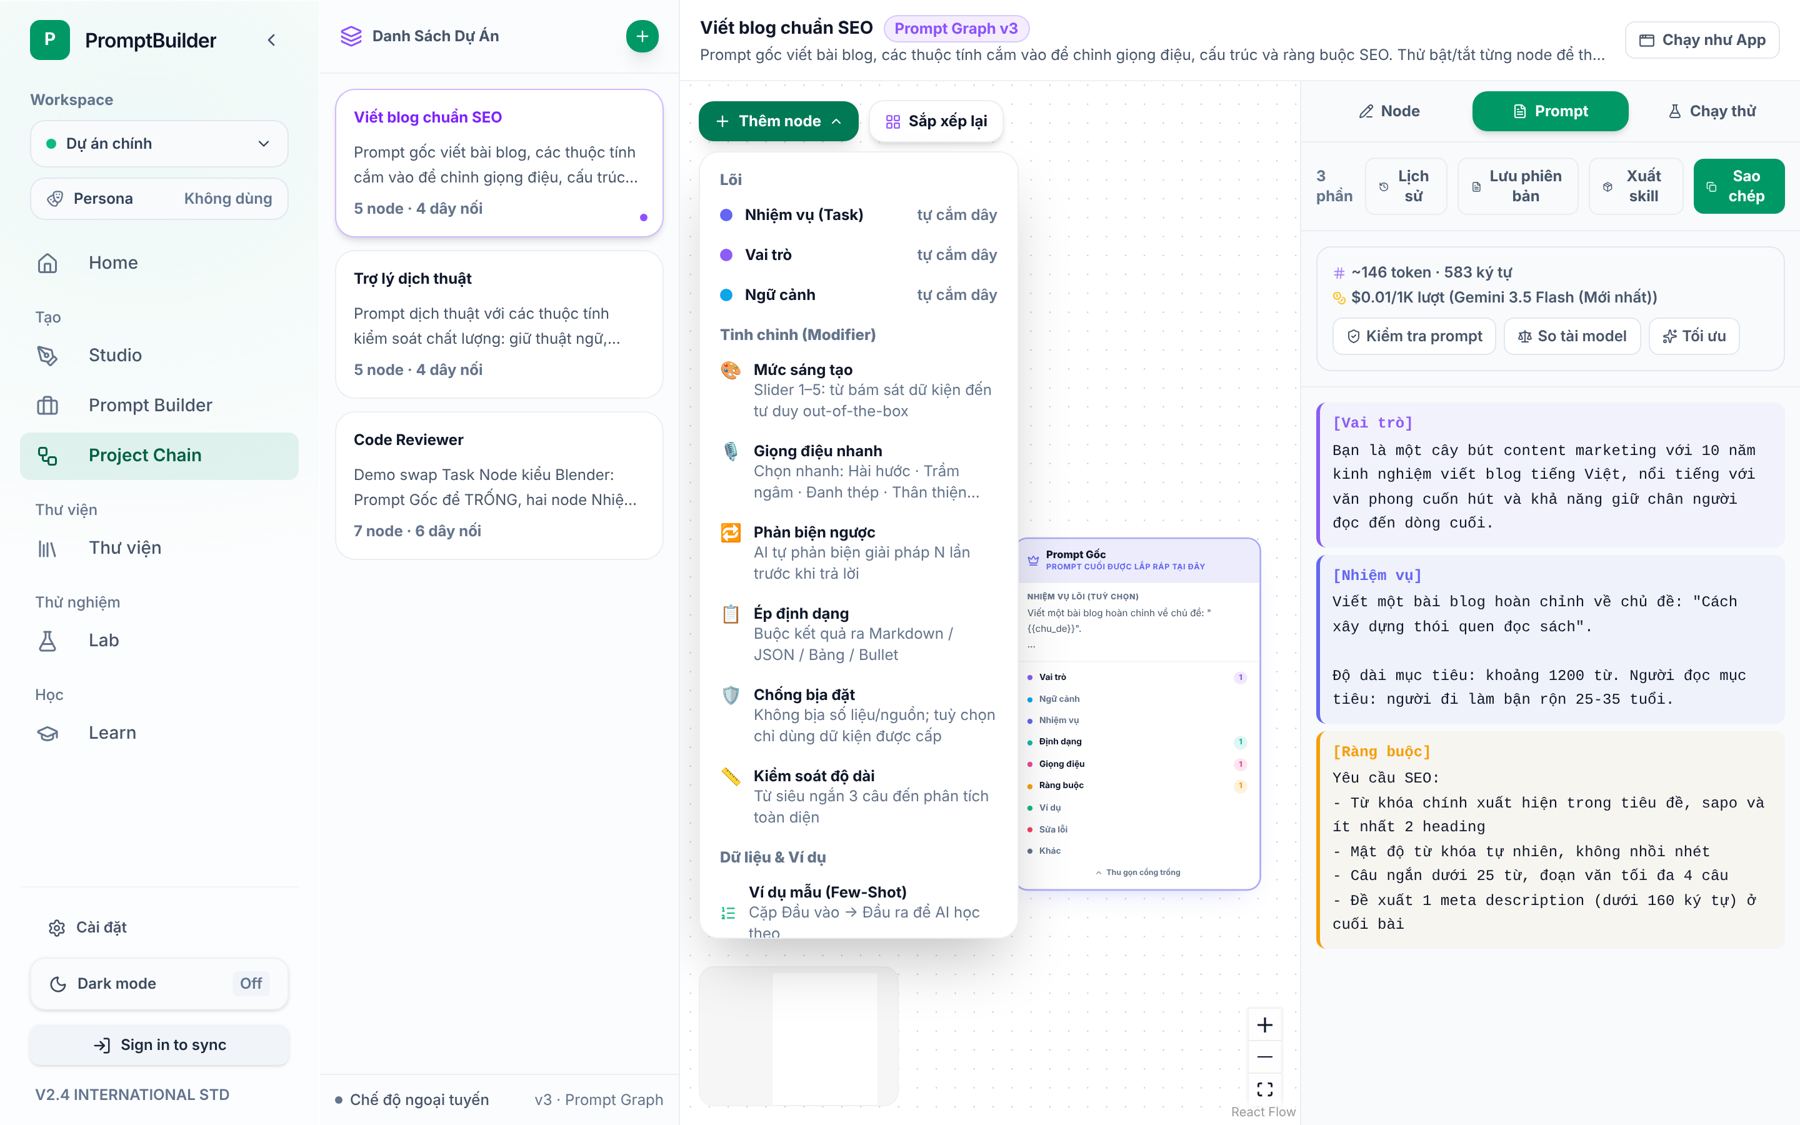 P PromptBuilder
Workspace
Dự án chính
Persona Không dùng
Home
Tạo
Studio
Prompt Builder
Project Chain
Thư viện
Thư viện
Thử nghiệm
Lab
Học
Learn
Cài đặt
Dark mode Off
Sign in to sync
V2.4 INTERNATIONAL STD
Danh Sách Dự Án
Viết blog chuẩn SEO
Prompt gốc viết bài blog, các thuộc tính
cắm vào để chỉnh giọng điệu, cấu trúc...
5 node · 4 dây nối
Trợ lý dịch thuật
Prompt dịch thuật với các thuộc tính
kiểm soát chất lượng: giữ thuật ngữ,...
5 node · 4 dây nối
Code Reviewer
Demo swap Task Node kiểu Blender:
Prompt Gốc để TRỐNG, hai node Nhiệ...
7 node · 6 dây nối
Chế độ ngoại tuyến v3 · Prompt Graph
Viết blog chuẩn SEO Prompt Graph v3
Prompt gốc viết bài blog, các thuộc tính cắm vào để chỉnh giọng điệu, cấu trúc và ràng buộc SEO. Thử bật/tắt từng node để th...
Chạy như App
Thêm node
Sắp xếp lại
Lõi
Nhiệm vụ (Task) tự cắm dây
Vai trò tự cắm dây
Ngữ cảnh tự cắm dây
Tinh chỉnh (Modifier)
Mức sáng tạo
Slider 1–5: từ bám sát dữ kiện đến
tư duy out-of-the-box
Giọng điệu nhanh
Chọn nhanh: Hài hước · Trầm
ngâm · Đanh thép · Thân thiện...
Phản biện ngược
AI tự phản biện giải pháp N lần
trước khi trả lời
Ép định dạng
Buộc kết quả ra Markdown /
JSON / Bảng / Bullet
Chống bịa đặt
Không bịa số liệu/nguồn; tuỳ chọn
chỉ dùng dữ kiện được cấp
Kiểm soát độ dài
Từ siêu ngắn 3 câu đến phân tích
toàn diện
Dữ liệu & Ví dụ
Ví dụ mẫu (Few-Shot)
Cặp Đầu vào → Đầu ra để AI học
theo
Prompt Gốc
PROMPT CUỐI ĐƯỢC LẮP RÁP TẠI ĐÂY
NHIỆM VỤ LÕI (TUỲ CHỌN)
Viết một bài blog hoàn chỉnh về chủ đề: "
{{chu_de}}".
...
Vai trò 1
Ngữ cảnh
Nhiệm vụ
Định dạng 1
Giọng điệu 1
Ràng buộc 1
Ví dụ
Sửa lỗi
Khác
Thu gọn cổng trống
React Flow
Node
Prompt
Chạy thử
3
phần
Lịch
sử
Lưu phiên
bản
Xuất
skill
Sao
chép
~146 token · 583 ký tự
$0.01/1K lượt (Gemini 3.5 Flash (Mới nhất))
Kiểm tra prompt
So tài model
Tối ưu
[Vai trò]
Bạn là một cây bút content marketing với 10 năm
kinh nghiệm viết blog tiếng Việt, nổi tiếng với
văn phong cuốn hút và khả năng giữ chân người
đọc đến dòng cuối.
[Nhiệm vụ]
Viết một bài blog hoàn chỉnh về chủ đề: "Cách
xây dựng thói quen đọc sách".
Độ dài mục tiêu: khoảng 1200 từ. Người đọc mục
tiêu: người đi làm bận rộn 25-35 tuổi.
[Ràng buộc]
Yêu cầu SEO:
- Từ khóa chính xuất hiện trong tiêu đề, sapo và
ít nhất 2 heading
- Mật độ từ khóa tự nhiên, không nhồi nhét
- Câu ngắn dưới 25 từ, đoạn văn tối đa 4 câu
- Đề xuất 1 meta description (dưới 160 ký tự) ở
cuối bài